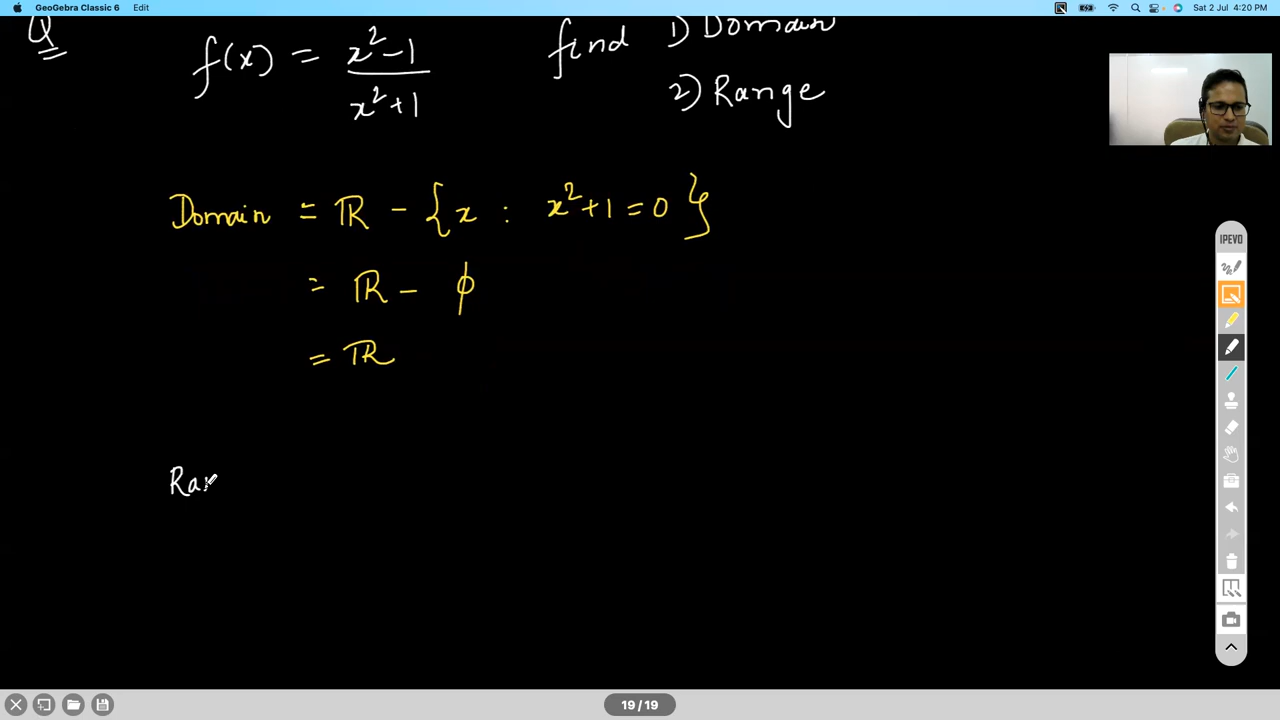 GeoGebra Classic 6 Edit Sat 2 Jul 4:20 PM
Q f(x) = x²-1 / x²+1 find 1) Domain
2) Range
Domain = ℝ - {x : x²+1=0}
= ℝ - ϕ
= ℝ
IPEVO
Ra
19 / 19